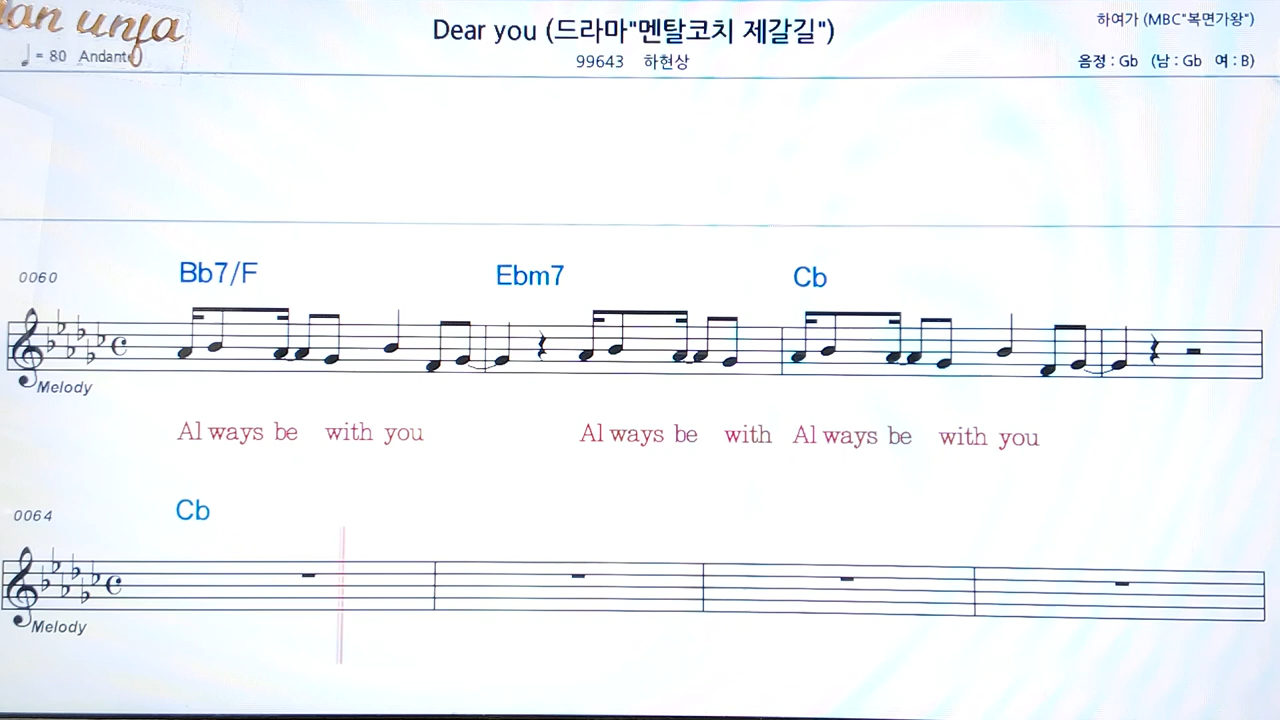 Dear you (드라마"멘탈코치 제갈길")
하여가 (MBC"복면가왕")
♩ = 80 Andante
99643 하현상
음정 : Gb (남 : Gb 여 : B)
0060 Bb7/F Ebm7 Cb
Melody
Al ways be with you Al ways be with Al ways be with you
0064 Cb
Melody